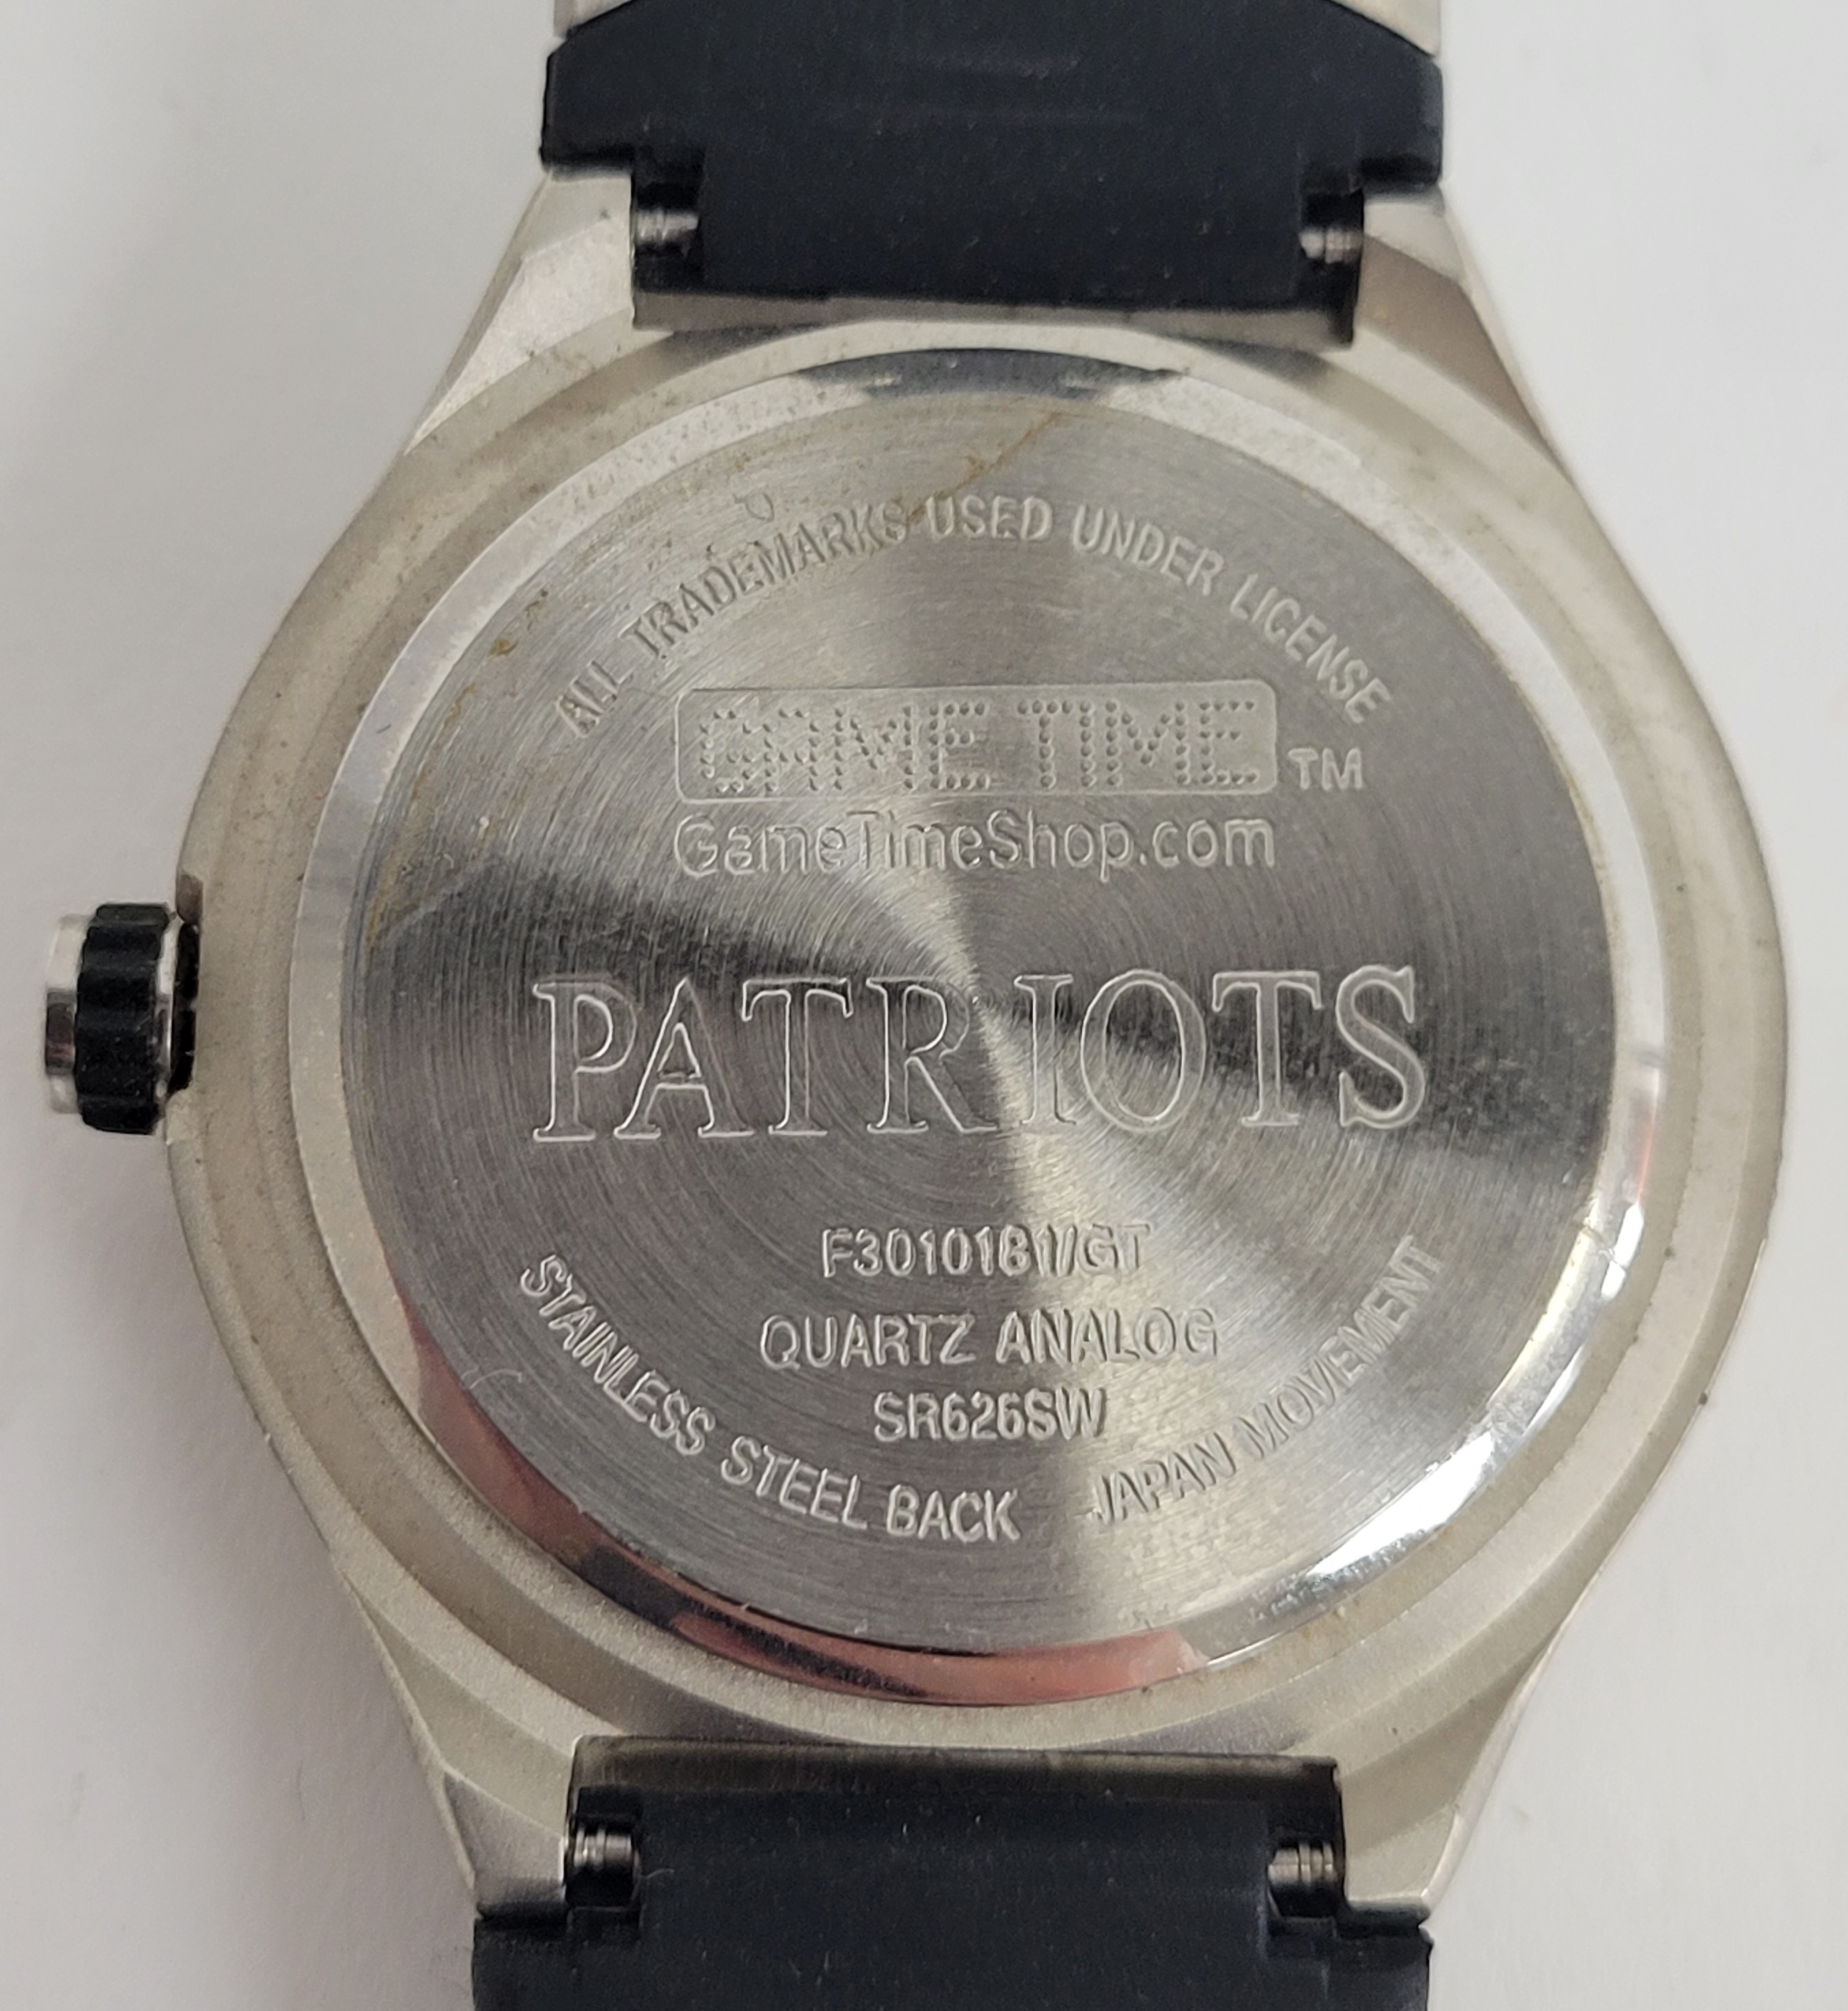 ALL TRADEMARKS USED UNDER LICENSE
GAME TIME TM
GameTimeShop.com
PATRIOTS
F3010181/GT
QUARTZ ANALOG
SR626SW
STAINLESS STEEL BACK JAPAN MOVEMENT